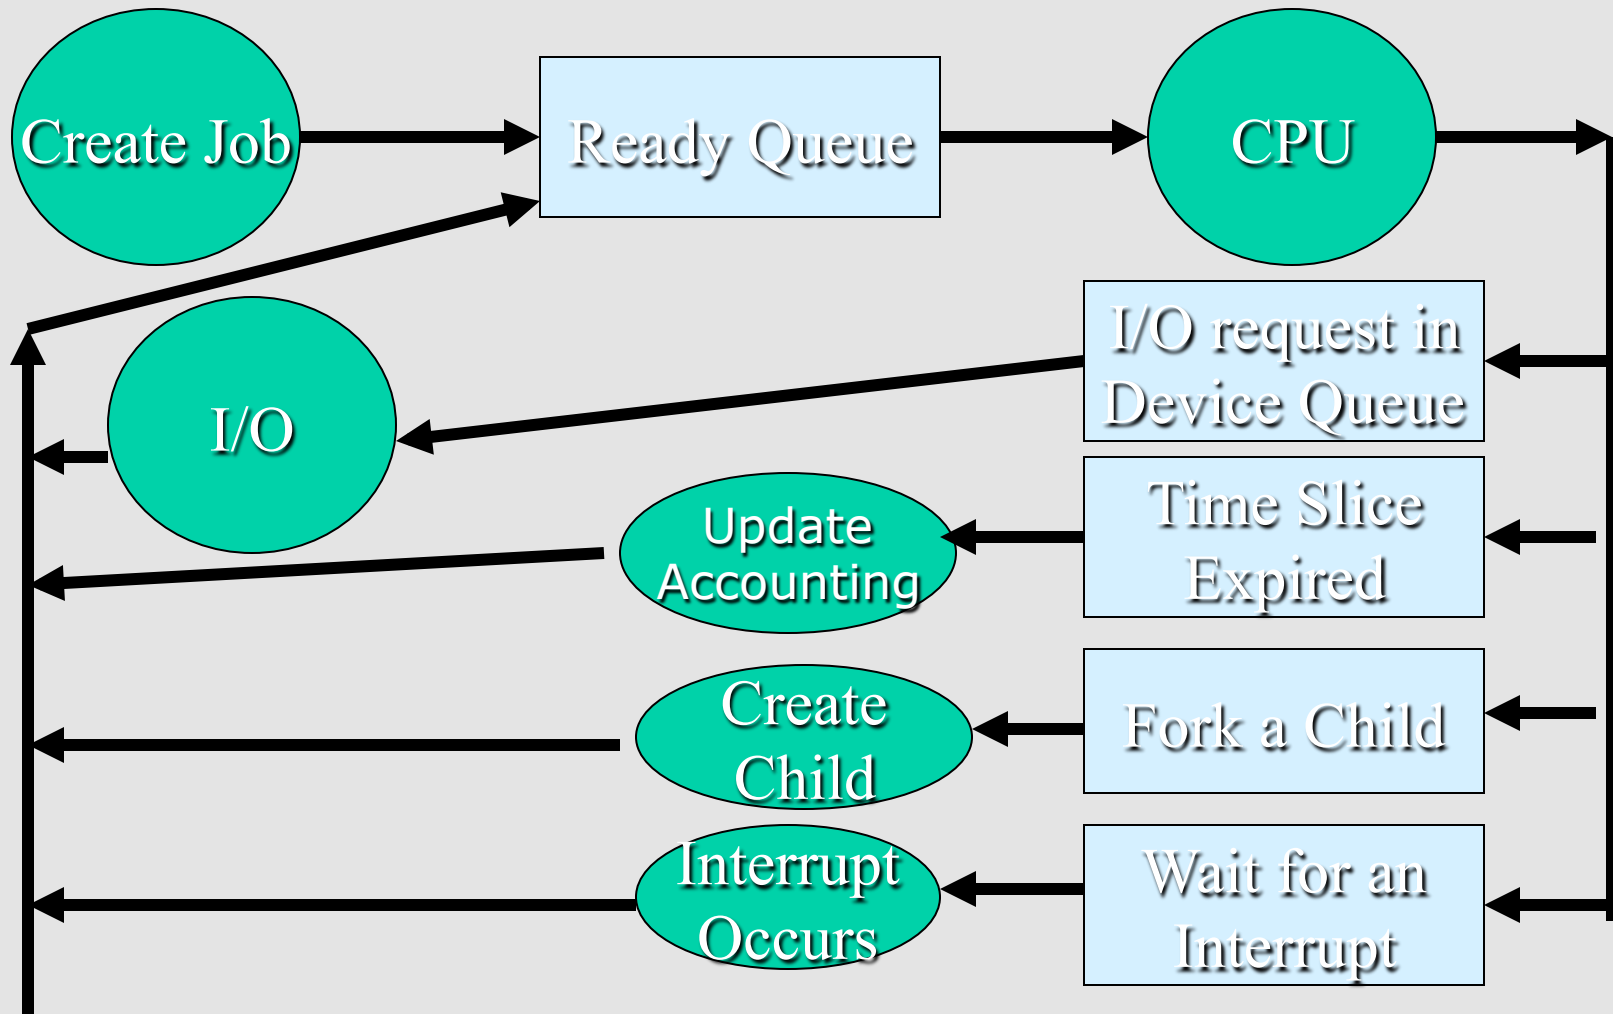 Create Job
Ready Queue
CPU
I/O request in
Device Queue
I/O
Time Slice
Expired
Update
Accounting
Fork a Child
Create
Child
Wait for an
Interrupt
Interrupt
Occurs